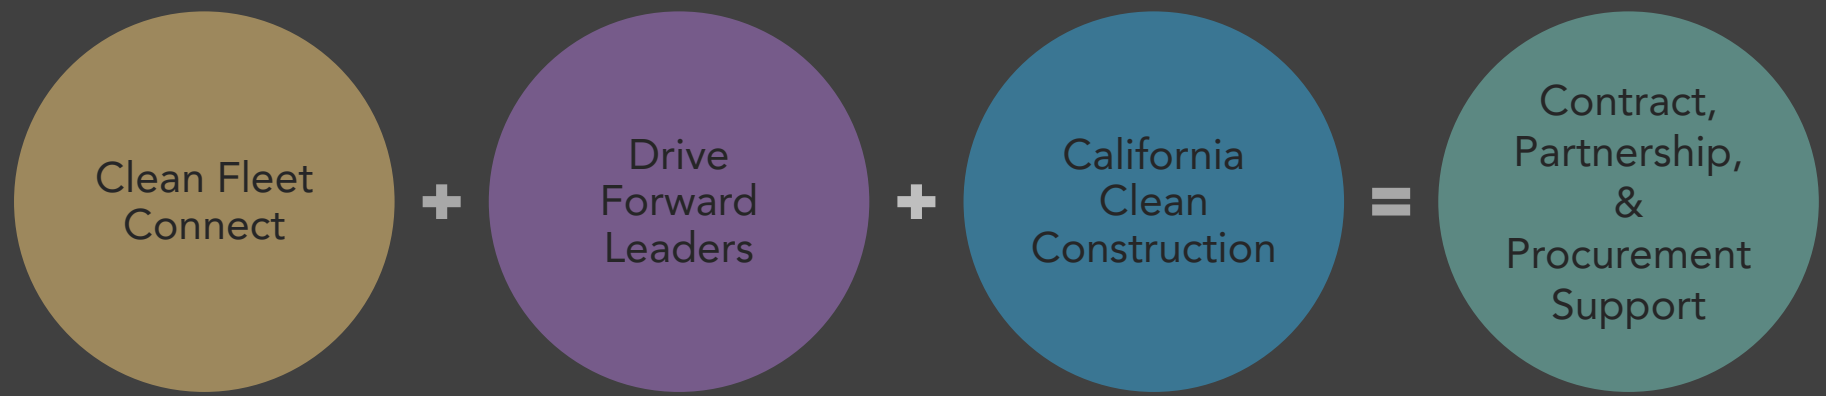 Clean Fleet
Connect
+
Drive
Forward
Leaders
+
California
Clean
Construction
=
Contract,
Partnership,
&
Procurement
Support